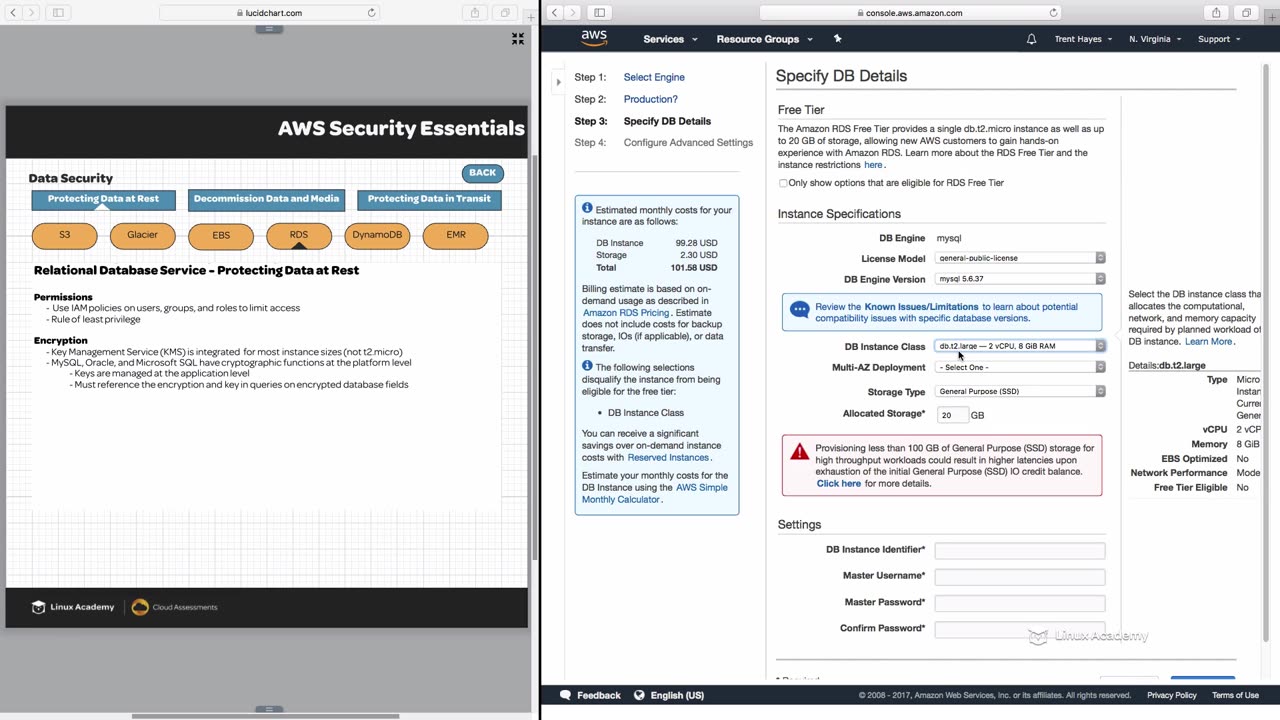 lucidchart.com
AWS Security Essentials
Data Security
BACK
Protecting Data at Rest
Decommission Data and Media
Protecting Data in Transit
S3
Glacier
EBS
RDS
DynamoDB
EMR
Relational Database Service - Protecting Data at Rest
Permissions
- Use IAM policies on users, groups, and roles to limit access
- Rule of least privilege
Encryption
- Key Management Service (KMS) is integrated for most instance sizes (not t2.micro)
- MySQL, Oracle, and Microsoft SQL have cryptographic functions at the platform level
- Keys are managed at the application level
- Must reference the encryption and key in queries on encrypted database fields
Linux Academy
Cloud Assessments
console.aws.amazon.com
aws
Services
Resource Groups
Trent Hayes
N. Virginia
Support
Step 1: Select Engine
Step 2: Production?
Step 3: Specify DB Details
Step 4: Configure Advanced Settings
Estimated monthly costs for your
instance are as follows:
DB Instance 99.28 USD
Storage 2.30 USD
Total 101.58 USD
Billing estimate is based on on-
demand usage as described in
Amazon RDS Pricing. Estimate
does not include costs for backup
storage, IOs (if applicable), or data
transfer.
The following selections
disqualify the instance from being
eligible for the free tier:
• DB Instance Class
You can receive a significant
savings over on-demand instance
costs with Reserved Instances.
Estimate your monthly costs for the
DB Instance using the AWS Simple
Monthly Calculator.
Specify DB Details
Free Tier
The Amazon RDS Free Tier provides a single db.t2.micro instance as well as up
to 20 GB of storage, allowing new AWS customers to gain hands-on
experience with Amazon RDS. Learn more about the RDS Free Tier and the
instance restrictions here.
Only show options that are eligible for RDS Free Tier
Instance Specifications
DB Engine mysql
License Model general-public-license
DB Engine Version mysql 5.6.37
Review the Known Issues/Limitations to learn about potential
compatibility issues with specific database versions.
DB Instance Class db.t2.large — 2 vCPU, 8 GiB RAM
Multi-AZ Deployment - Select One -
Storage Type General Purpose (SSD)
Allocated Storage* 20 GB
Provisioning less than 100 GB of General Purpose (SSD) storage for
high throughput workloads could result in higher latencies upon
exhaustion of the initial General Purpose (SSD) IO credit balance.
Click here for more details.
Settings
DB Instance Identifier*
Master Username*
Master Password*
Confirm Password*
Select the DB instance class tha
allocates the computational,
network, and memory capacity
required by planned workload of
DB instance. Learn More.
Details:db.t2.large
Type Micro
Instan
Curre
Gener
vCPU 2 vCP
Memory 8 GiB
EBS Optimized No
Network Performance Mode
Free Tier Eligible No
Linux Academy
Feedback
English (US)
© 2008 - 2017, Amazon Web Services, Inc. or its affiliates. All rights reserved.
Privacy Policy
Terms of Use